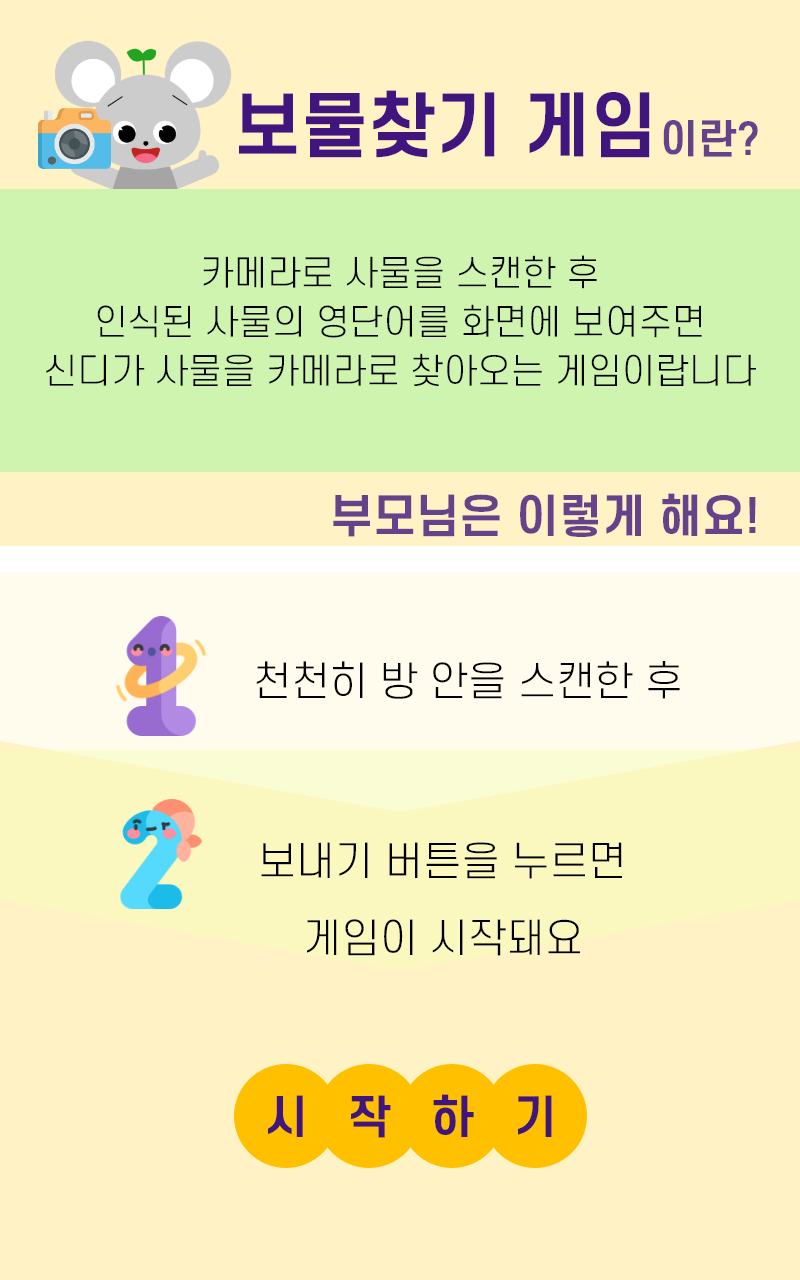 보물찾기 게임이란?
카메라로 사물을 스캔한 후
인식된 사물의 영단어를 화면에 보여주면
신디가 사물을 카메라로 찾아오는 게임이랍니다
부모님은 이렇게 해요!
1 천천히 방 안을 스캔한 후
2 보내기 버튼을 누르면
게임이 시작돼요
시작하기